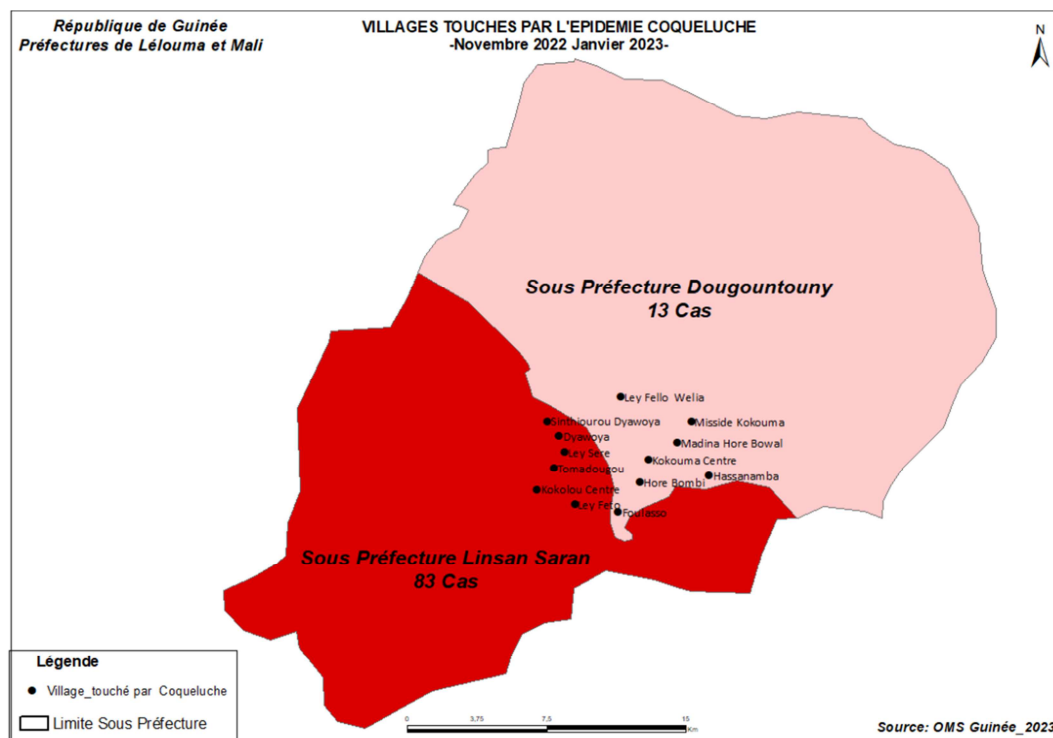 République de Guinée
Préfectures de Lélouma et Mali
VILLAGES TOUCHES PAR L'EPIDEMIE COQUELUCHE
-Novembre 2022 Janvier 2023-
N
Sous Préfecture Dougountouny
13 Cas
Ley Fello Welia
Sinthiourou Dyawoya
Misside Kokouma
Dyawoya
Madina Hore Bowal
Ley Sere
Kokouma Centre
Tomadougou
Hassanamba
Hore Bombi
Kokolou Centre
Ley Feto
Foulasso
Sous Préfecture Linsan Saran
83 Cas
Légende
Village_touché par Coqueluche
Limite Sous Préfecture
0 3,75 7,5 15
Km
Source: OMS Guinée_2023